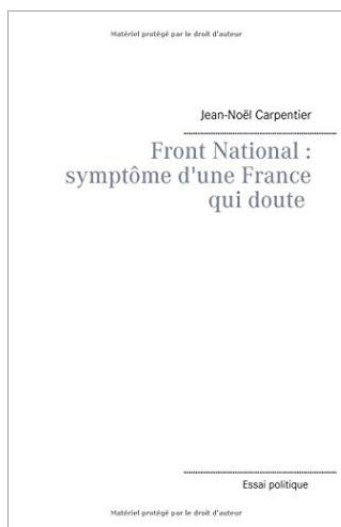 Matériel protégé par le droit d'auteur
Jean-Noël Carpentier
Front National :
symptôme d'une France
qui doute
Essai politique
Matériel protégé par le droit d'auteur